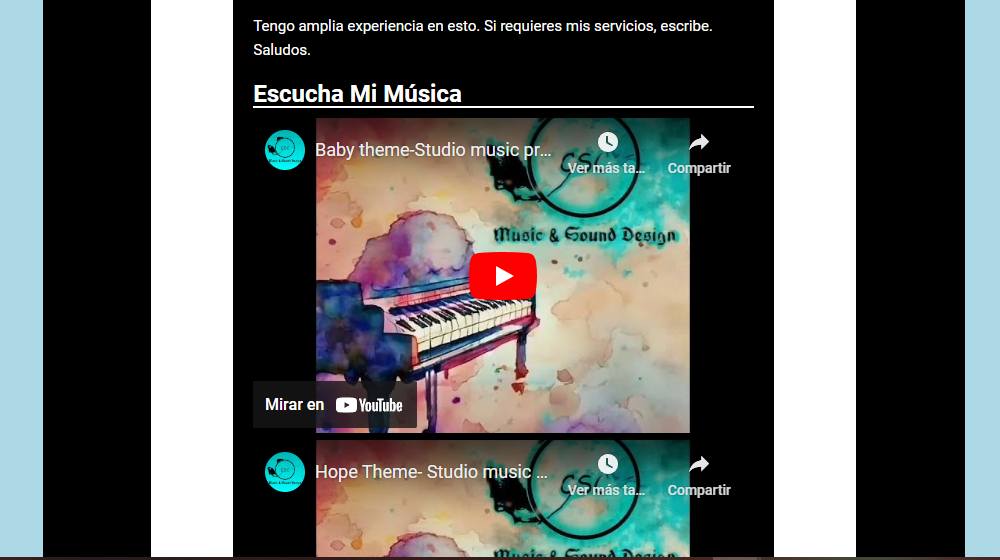 Tengo amplia experiencia en esto. Si requieres mis servicios, escribe.
Saludos.
Escucha Mi Música
Baby theme-Studio music pr...
Ver más ta...
Compartir
GSC
Music & Sound Design
Mirar en YouTube
Hope Theme- Studio music ...
Ver más ta...
Compartir
GSC
Music & Sound Design